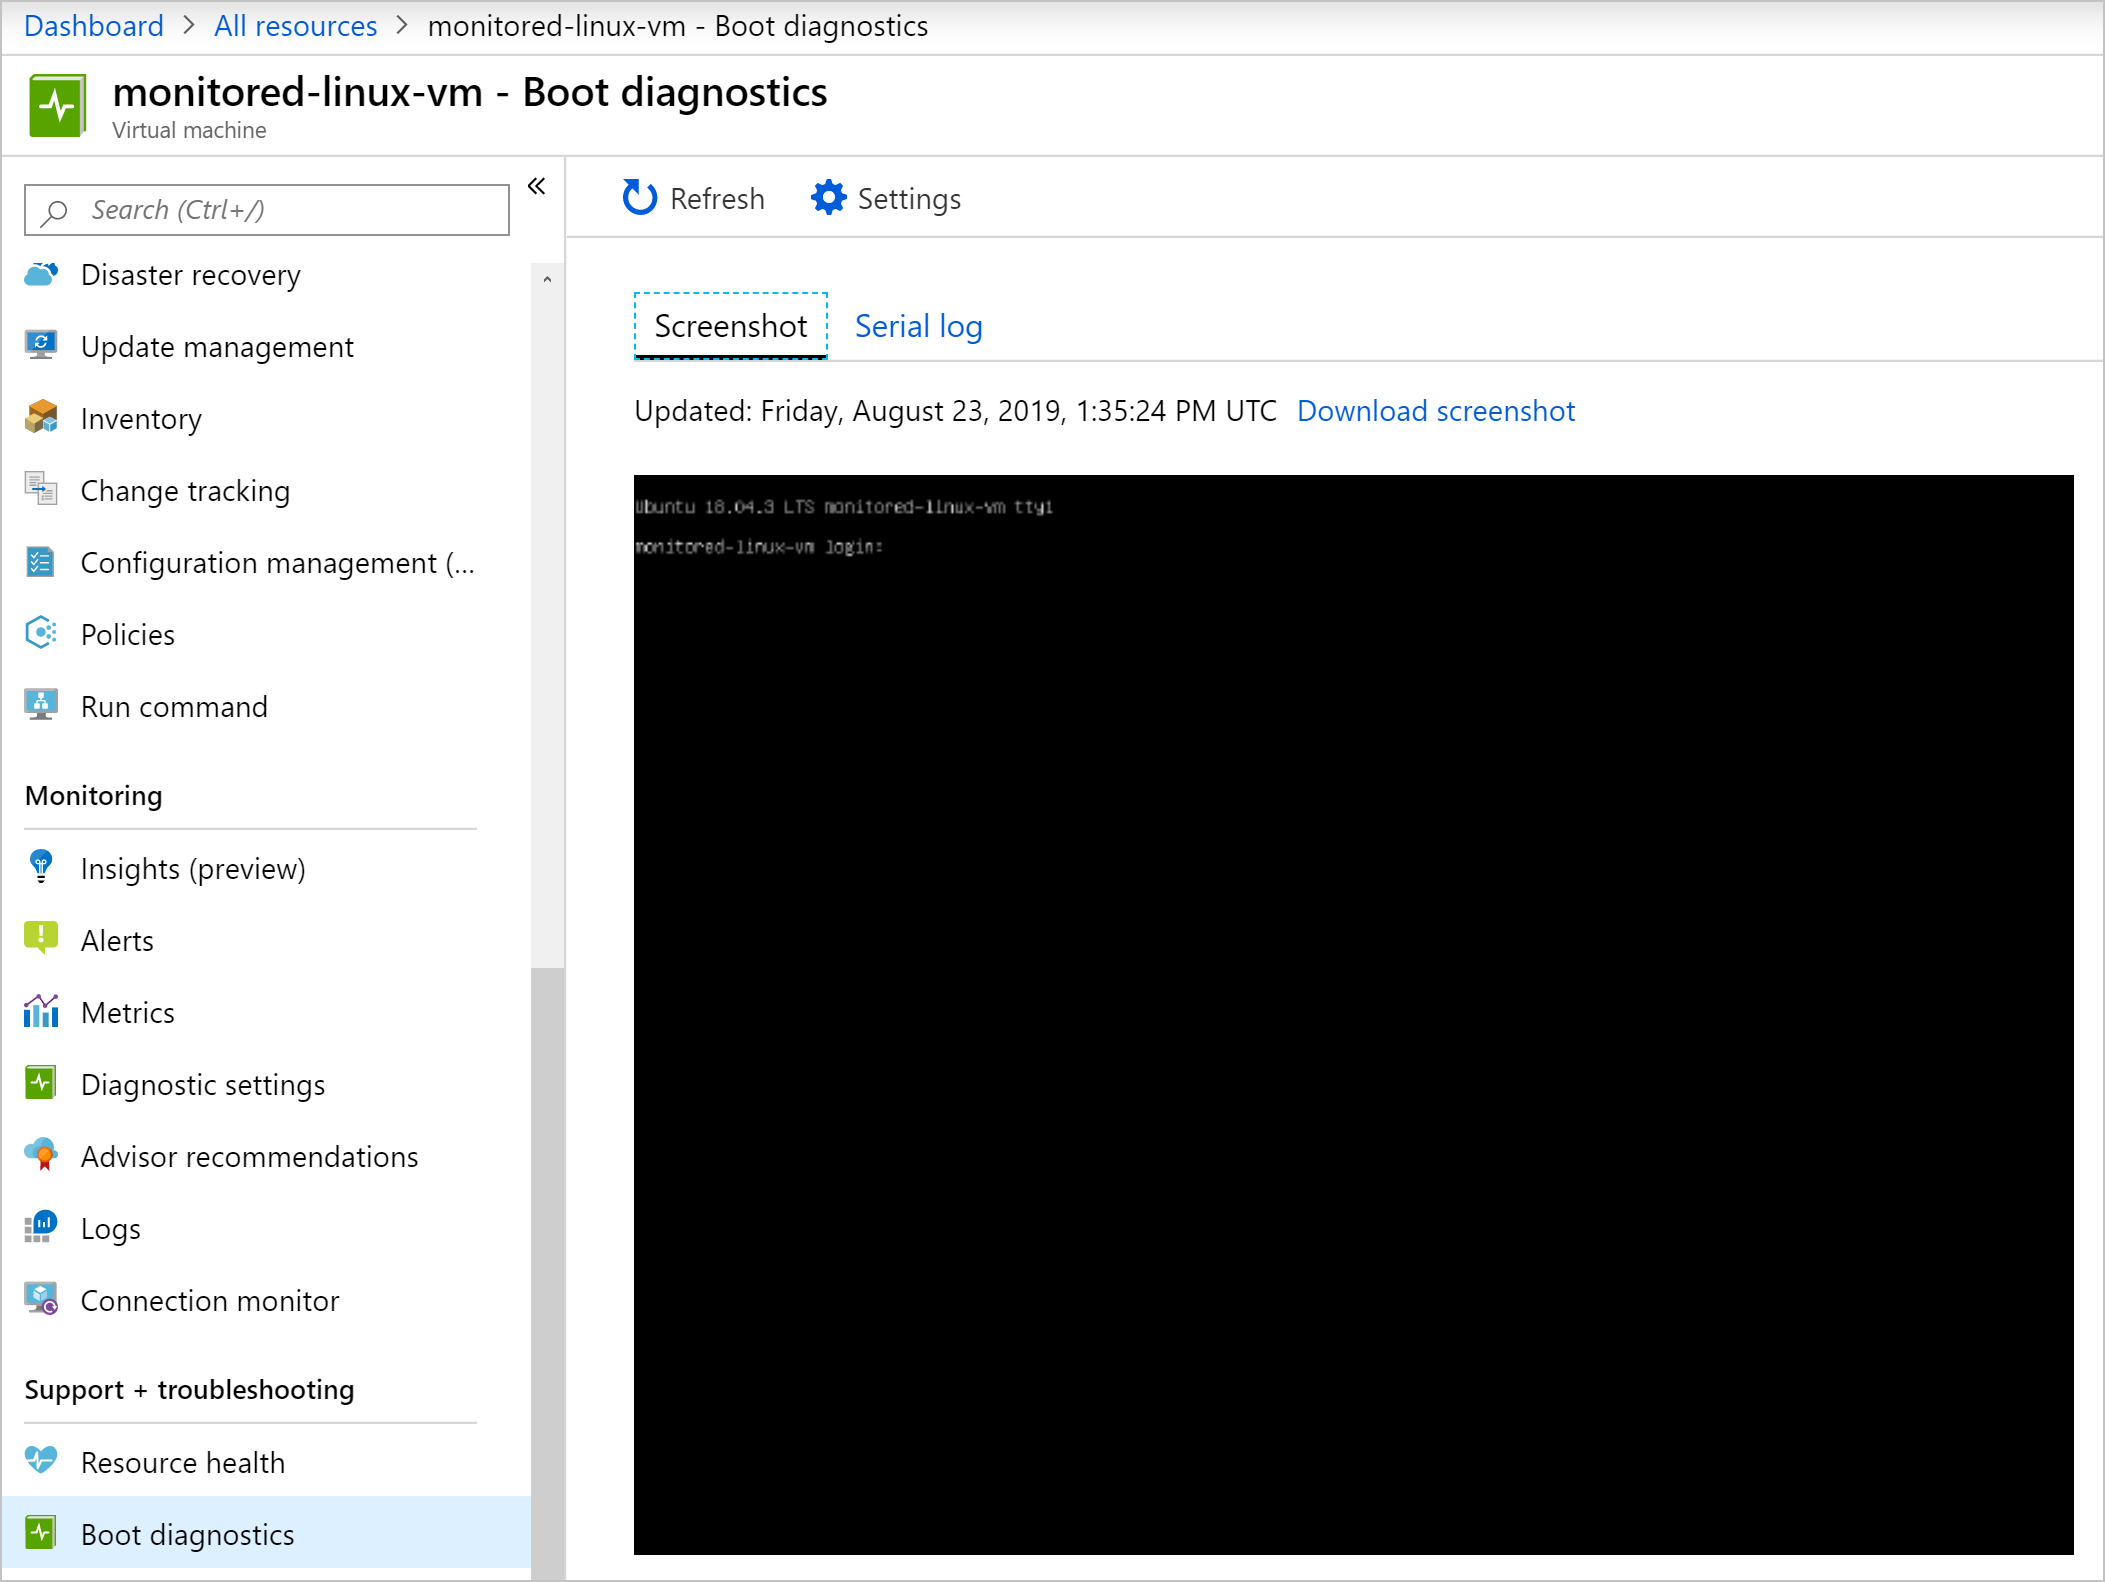 Dashboard > All resources > monitored-linux-vm - Boot diagnostics
monitored-linux-vm - Boot diagnostics
Virtual machine
Search (Ctrl+/)
«
Disaster recovery
Update management
Inventory
Change tracking
Configuration management (...
Policies
Run command
Monitoring
Insights (preview)
Alerts
Metrics
Diagnostic settings
Advisor recommendations
Logs
Connection monitor
Support + troubleshooting
Resource health
Boot diagnostics
Refresh Settings
Screenshot Serial log
Updated: Friday, August 23, 2019, 1:35:24 PM UTC Download screenshot
Ubuntu 18.04.3 LTS monitored-linux-vm tty1
monitored-linux-vm login: